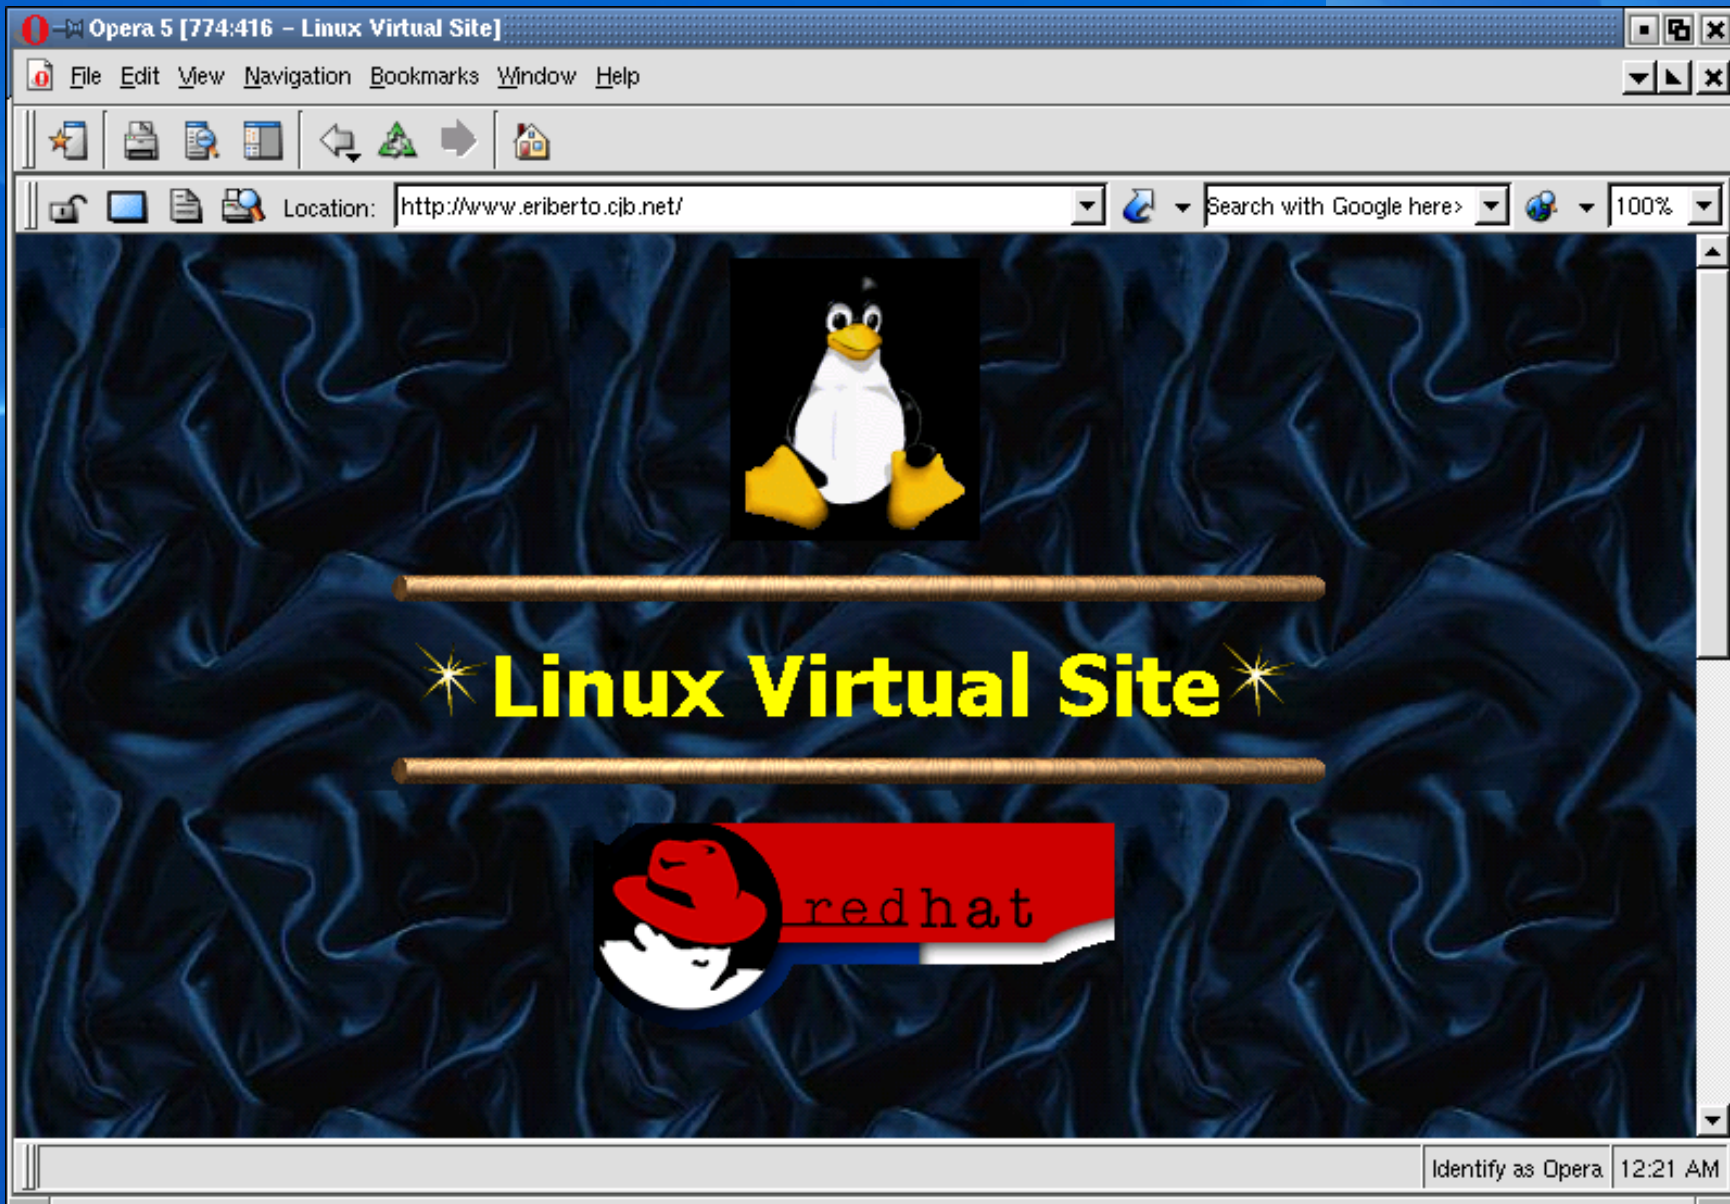 Opera 5 [774:416 – Linux Virtual Site]
File Edit View Navigation Bookmarks Window Help
Location: http://www.eriberto.cjb.net/ Search with Google here> 100%
Linux Virtual Site
redhat
Identify as Opera 12:21 AM